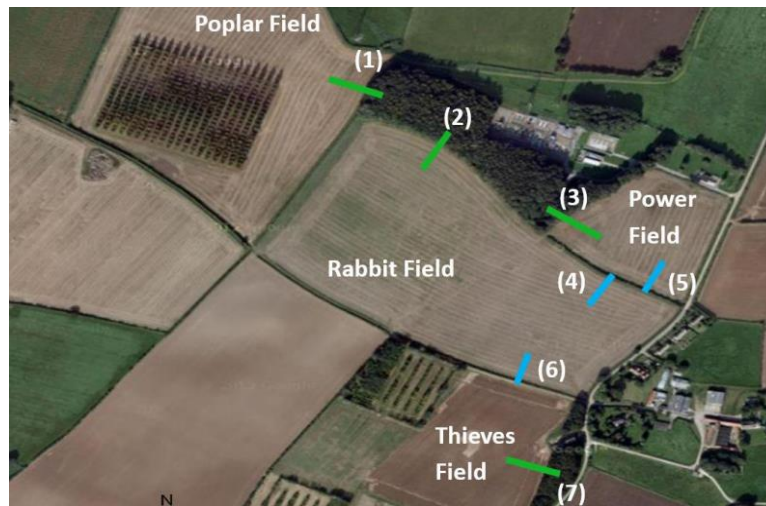 Poplar Field
(1)
(2)
(3)
Power
Field
Rabbit Field
(4)
(5)
(6)
Thieves
Field
(7)
N